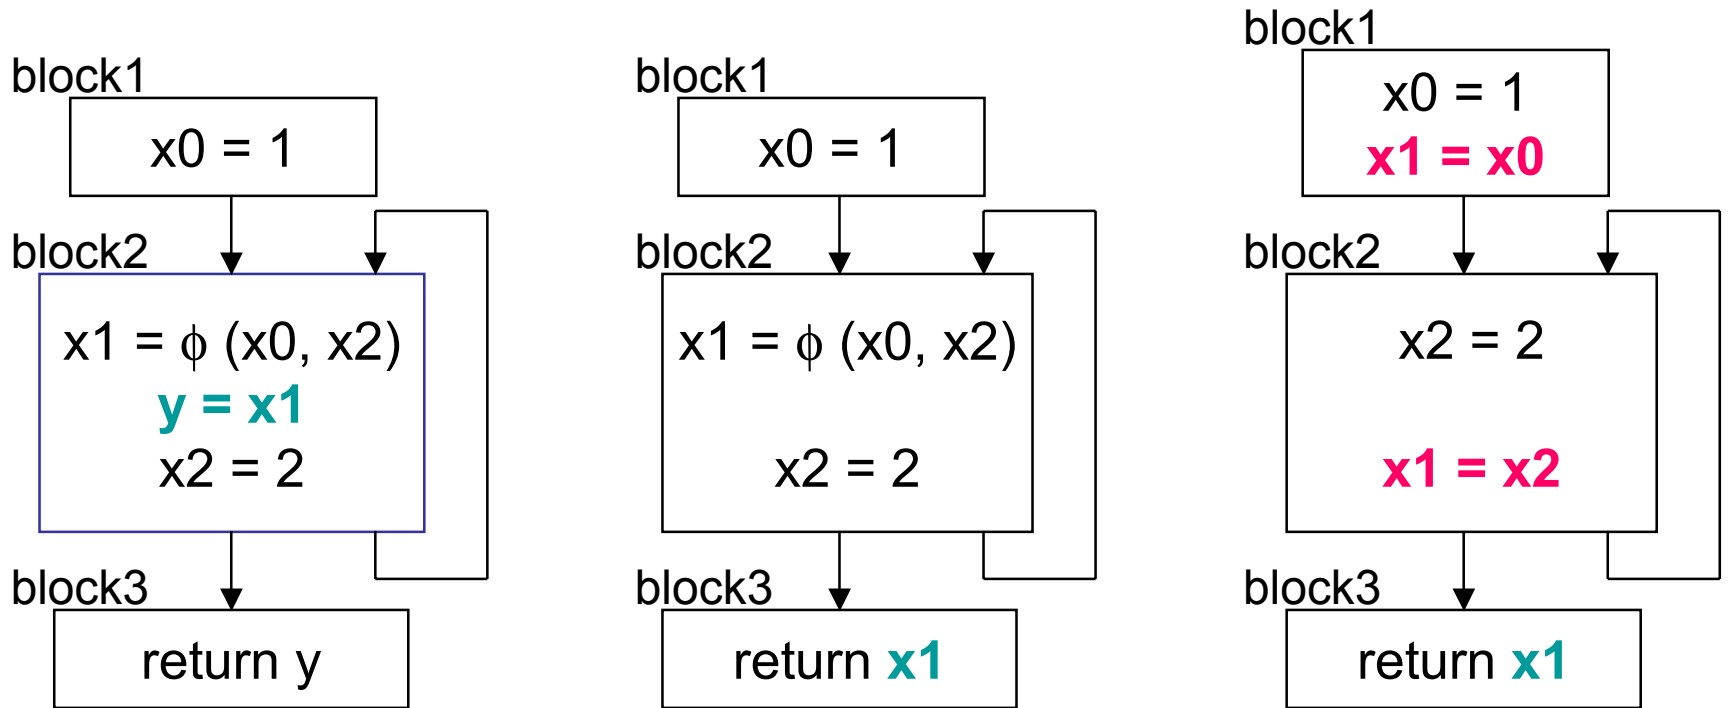 block1
x0 = 1
block2
x1 = ϕ (x0, x2)
y = x1
x2 = 2
block3
return y
block1
x0 = 1
block2
x1 = ϕ (x0, x2)
x2 = 2
block3
return x1
block1
x0 = 1
x1 = x0
block2
x2 = 2
x1 = x2
block3
return x1